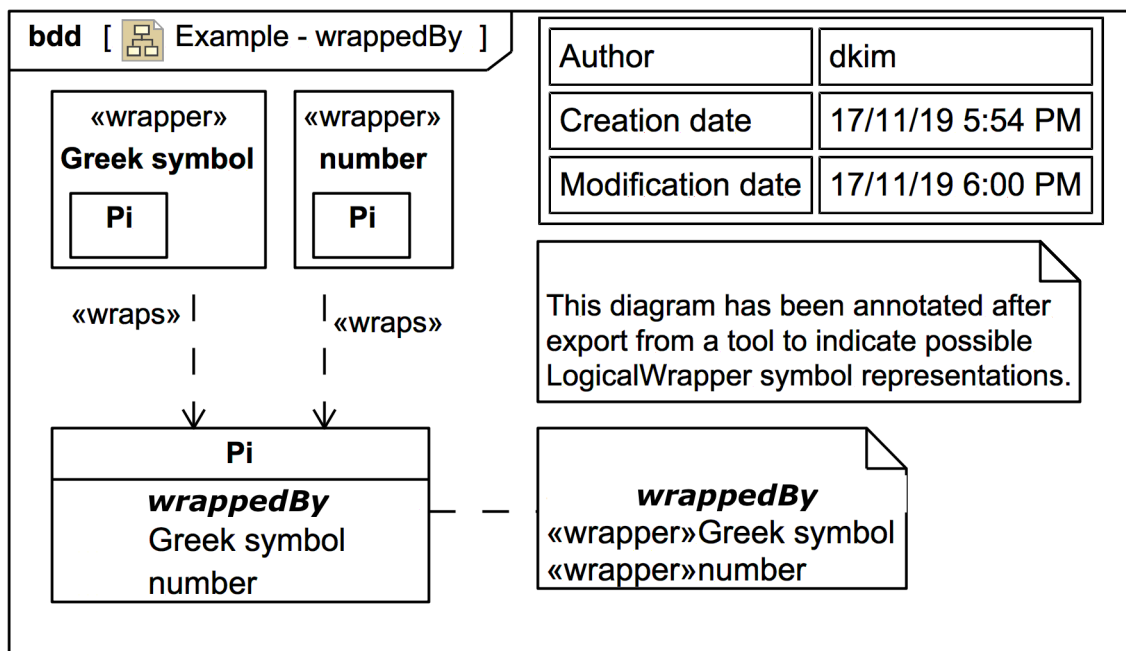 bdd [ Example - wrappedBy ]
Author dkim
Creation date 17/11/19 5:54 PM
Modification date 17/11/19 6:00 PM
«wrapper»
Greek symbol
Pi
«wrapper»
number
Pi
«wraps»
«wraps»
This diagram has been annotated after
export from a tool to indicate possible
LogicalWrapper symbol representations.
Pi
wrappedBy
Greek symbol
number
wrappedBy
«wrapper»Greek symbol
«wrapper»number